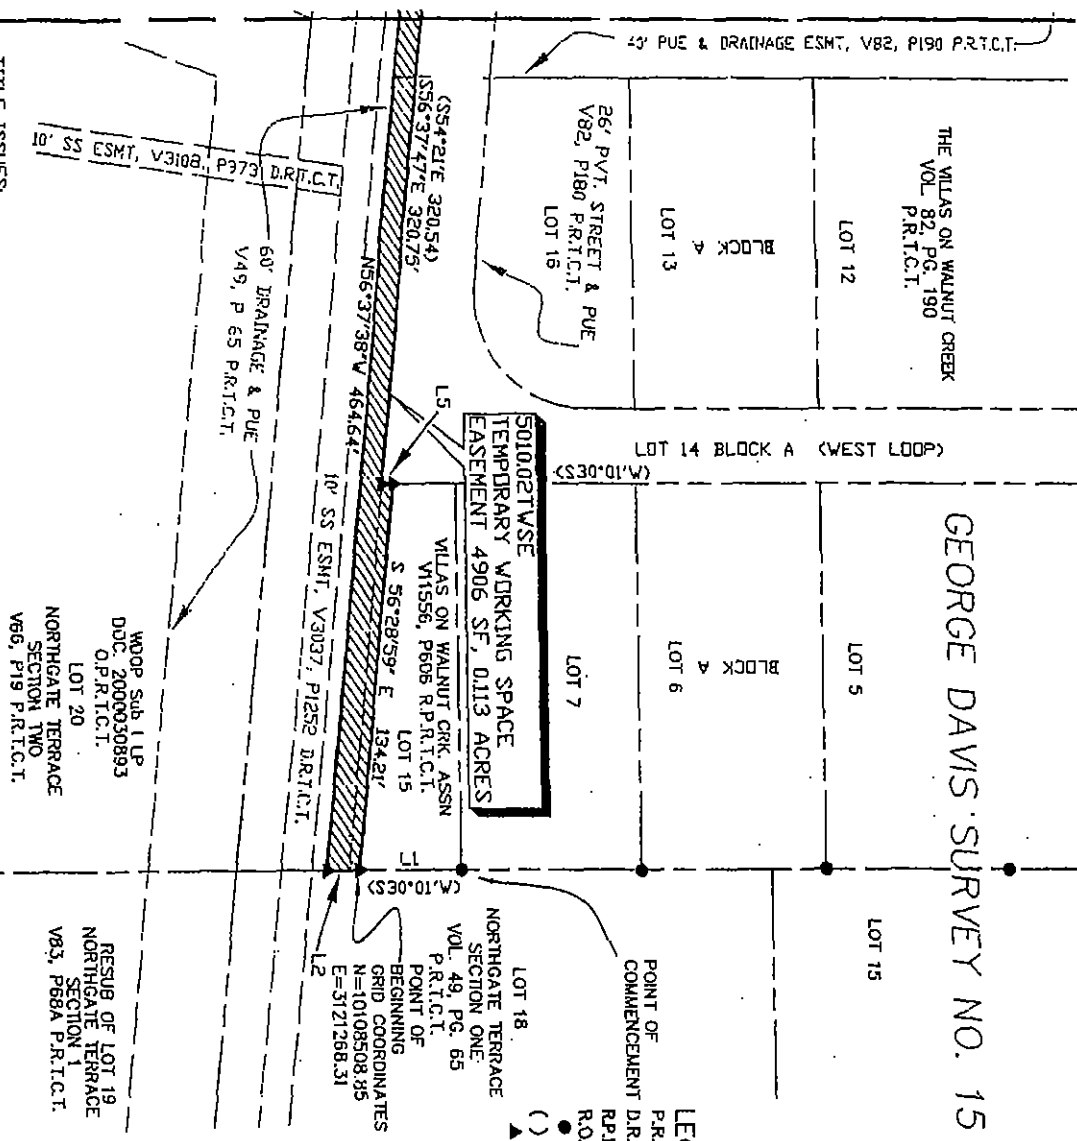 40' PUE & DRAINAGE ESMT, V82, P190 P.R.T.C.T.
THE VILLAS ON WALNUT CREEK
VOL. 82, PG. 190
P.R.T.C.T.
LOT 12
BLOCK A
LOT 13
26' PVT. STREET & PUE
V82, P180 P.R.T.C.T.
LOT 16
(S54°21'E 320.54)
S56°37'47"E 320.75'
10' SS ESMT, V3108, P973 D.R.T.C.T.
60' DRAINAGE & PUE
V49, P 65 P.R.T.C.T.
N56°37'38"W 464.64'
TITLE ISSUES:
LOT 14 BLOCK A (WEST LOOP)
(S30°01'W)
L5
5010.02TWSE
TEMPORARY WORKING SPACE
EASEMENT 4906 SF, 0.113 ACRES
GEORGE DAVIS SURVEY NO. 15
LOT 5
BLOCK A
LOT 6
LOT 7
VILLAS ON WALNUT CRK. ASSN
V11556, P606 R.P.R.T.C.T.
LOT 15
S 56°28'59" E 134.21'
10' SS ESMT, V3037, P1252 D.R.T.C.T.
WOOP Sub I LP
DOC. 2000030893
O.P.R.T.C.T.
LOT 20
NORTHGATE TERRACE
SECTION TWO
V66, P19 P.R.T.C.T.
L1
(S30°01'W)
LOT 15
POINT OF
COMMENCEMENT
LOT 18
NORTHGATE TERRACE
SECTION ONE
VOL. 49, PG. 65
P.R.T.C.T.
POINT OF
BEGINNING
GRID COORDINATES
N=10108508.85
E=3121268.31
L2
RESUB OF LOT 19
NORTHGATE TERRACE
SECTION 1
V83, P68A P.R.T.C.T.
P.R.
D.R.
R.O.
( )